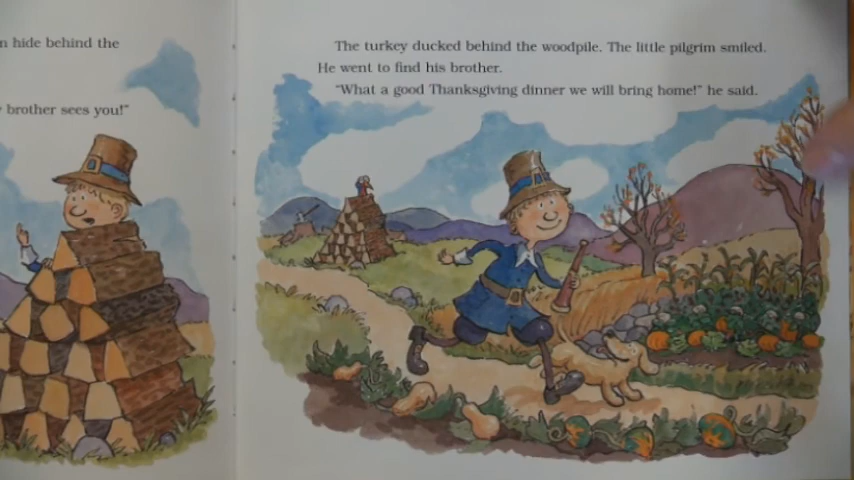 n hide behind the
brother sees you!"
The turkey ducked behind the woodpile. The little pilgrim smiled.
He went to find his brother.
"What a good Thanksgiving dinner we will bring home!" he said.